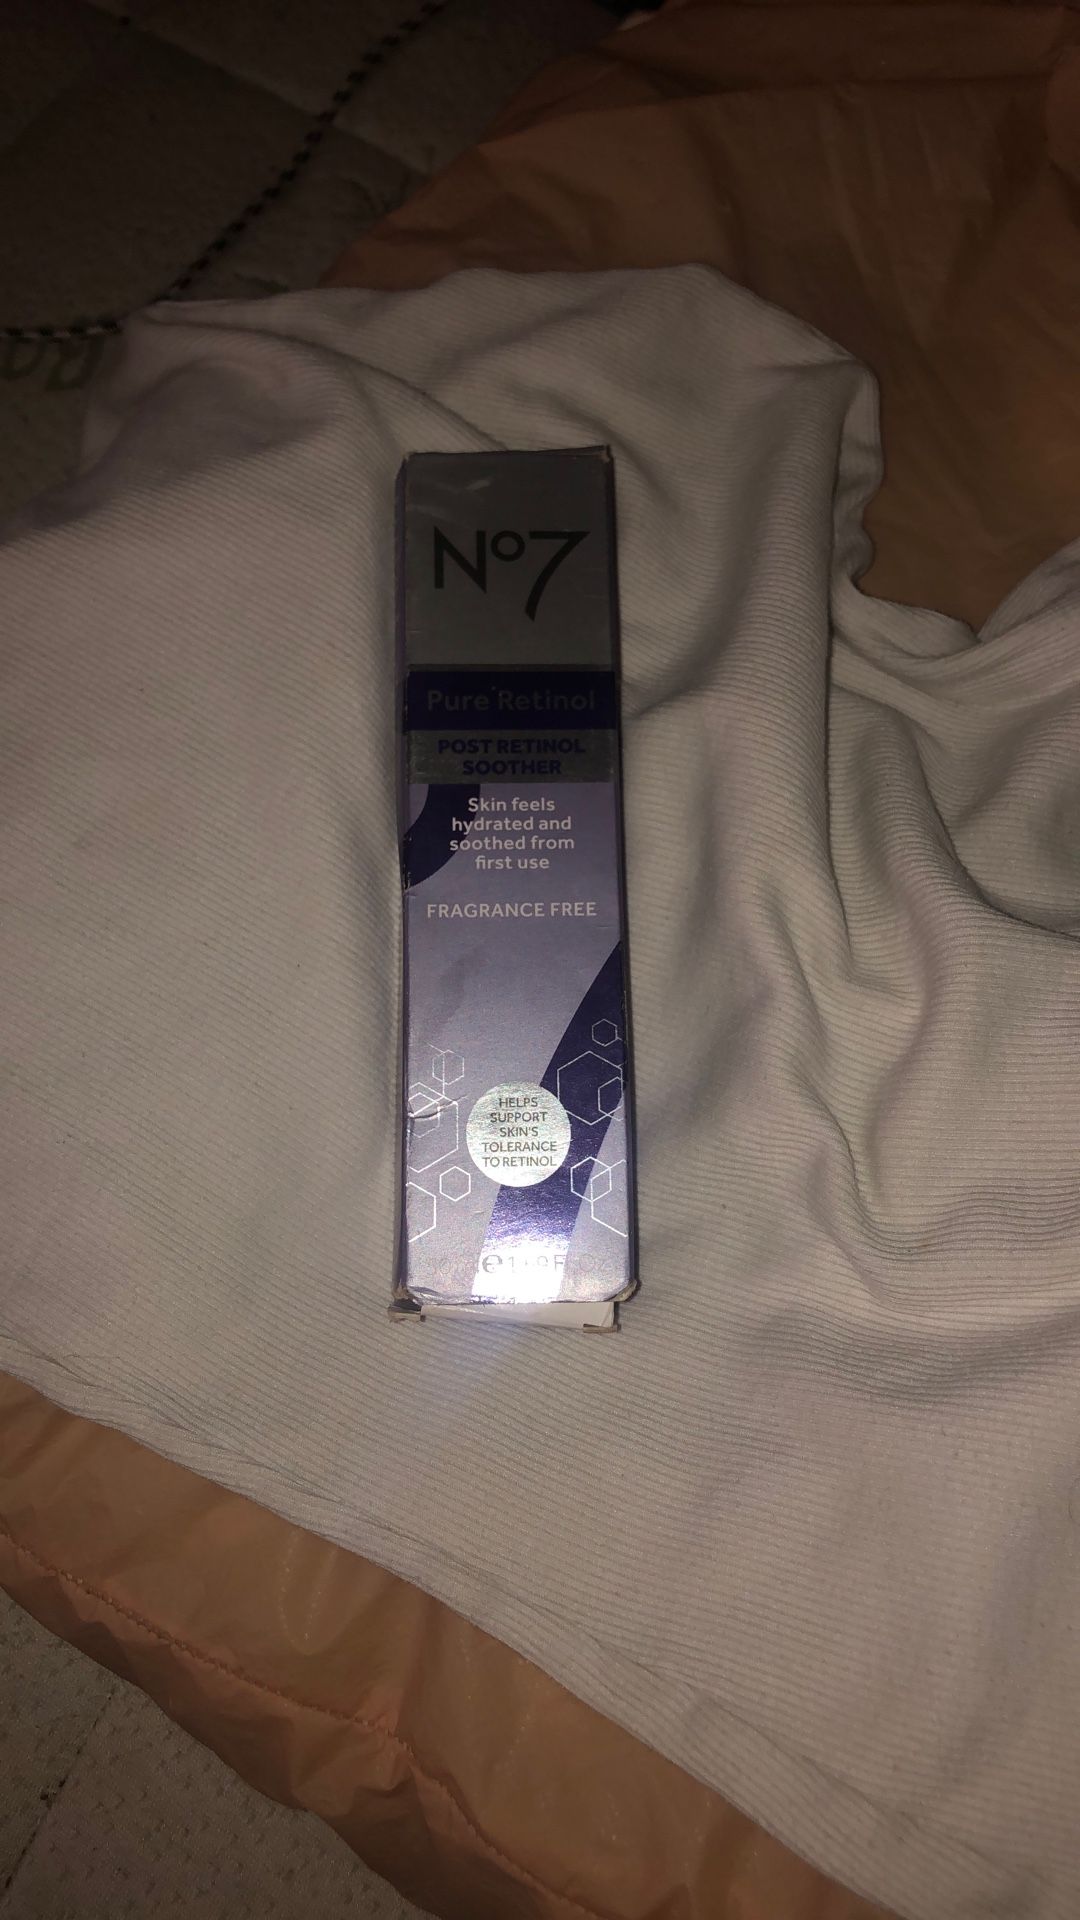 No7
Pure Retinol
POST RETINOL
SOOTHER
Skin feels
hydrated and
soothed from
first use
FRAGRANCE FREE
HELPS
SUPPORT
SKIN'S
TOLERANCE
TO RETINOL